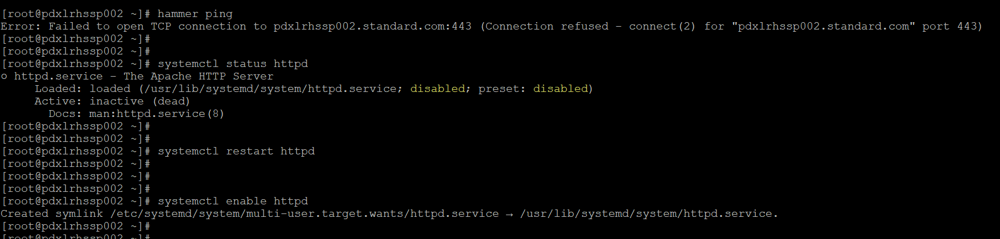 [root@pdxlrhssp002 ~]# hammer ping
Error: Failed to open TCP connection to pdxlrhssp002.standard.com:443 (Connection refused - connect(2) for "pdxlrhssp002.standard.com" port 443)
[root@pdxlrhssp002 ~]#
[root@pdxlrhssp002 ~]#
[root@pdxlrhssp002 ~]# systemctl status httpd
○ httpd.service - The Apache HTTP Server
     Loaded: loaded (/usr/lib/systemd/system/httpd.service; disabled; preset: disabled)
     Active: inactive (dead)
       Docs: man:httpd.service(8)
[root@pdxlrhssp002 ~]#
[root@pdxlrhssp002 ~]#
[root@pdxlrhssp002 ~]# systemctl restart httpd
[root@pdxlrhssp002 ~]#
[root@pdxlrhssp002 ~]#
[root@pdxlrhssp002 ~]#
[root@pdxlrhssp002 ~]# systemctl enable httpd
Created symlink /etc/systemd/system/multi-user.target.wants/httpd.service → /usr/lib/systemd/system/httpd.service.
[root@pdxlrhssp002 ~]#
[root@pdxlrhssp002 ~]#